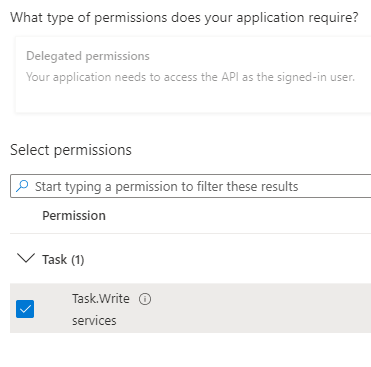 What type of permissions does your application require?
Delegated permissions
Your application needs to access the API as the signed-in user.
Select permissions
Start typing a permission to filter these results
Permission
Task (1)
Task.Write
services